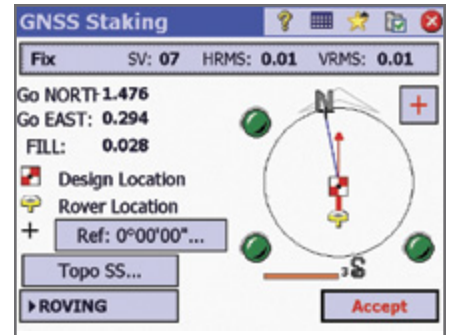 GNSS Staking
Fix SV: 07 HRMS: 0.01 VRMS: 0.01
Go NORTH 1.476
Go EAST: 0.294
FILL: 0.028
Design Location
Rover Location
Ref: 0°00'00"...
Topo SS...
ROVING
N
3
S
Accept